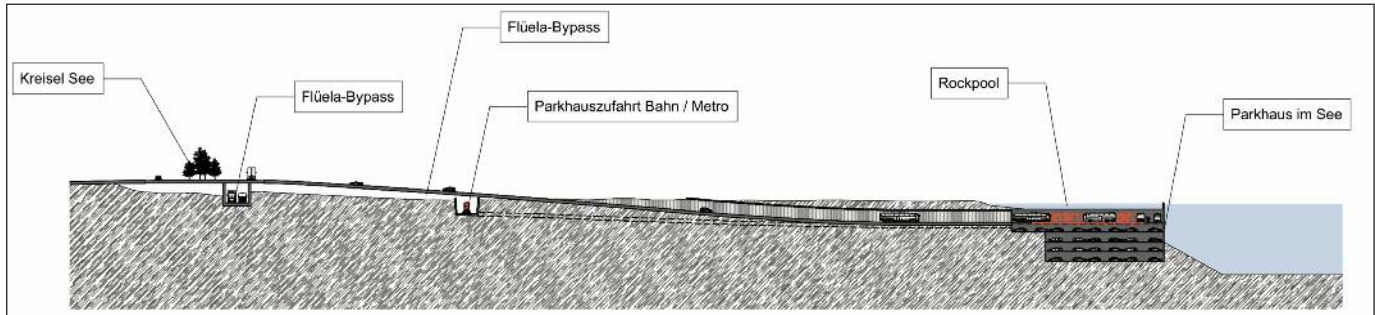 Flüela-Bypass
Kreisel See
Flüela-Bypass
Parkhauszufahrt Bahn / Metro
Rockpool
Parkhaus im See